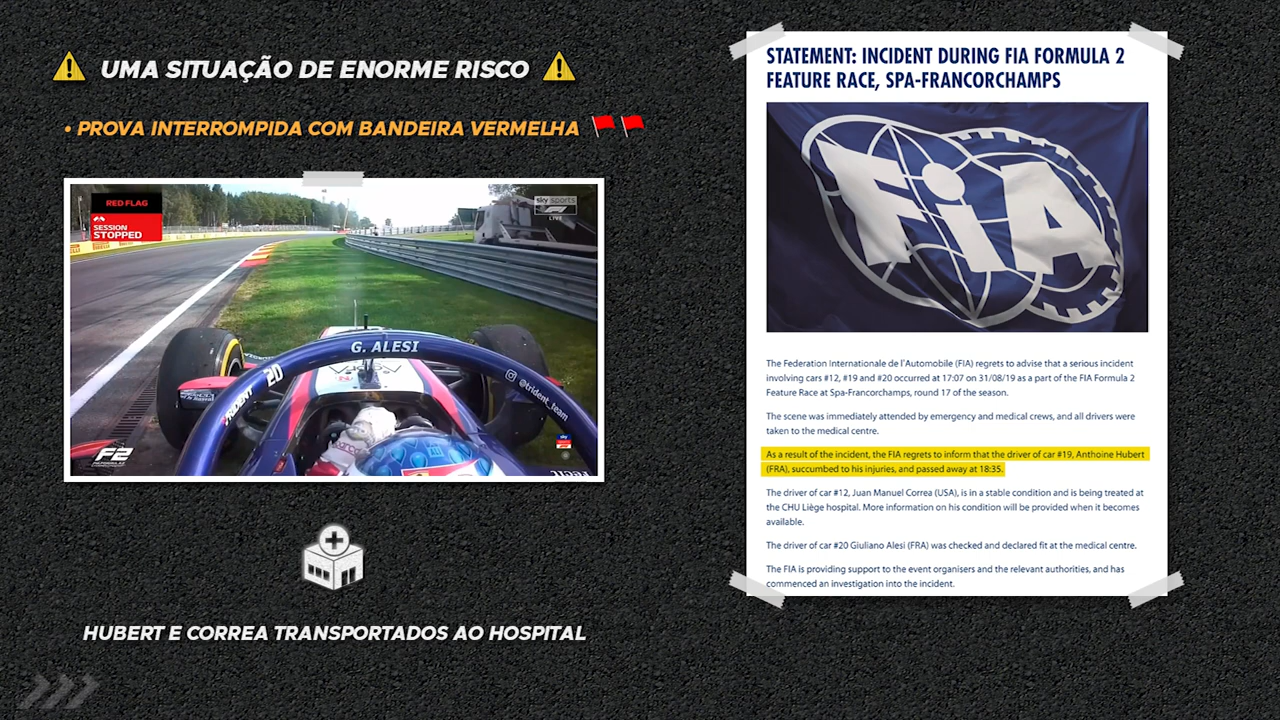 UMA SITUAÇÃO DE ENORME RISCO
• PROVA INTERROMPIDA COM BANDEIRA VERMELHA
RED FLAG
SESSION
STOPPED
sky sports
F1
LIVE
G. ALESI
20
TRIDENT
@trident_team
sky
F2
HUBERT E CORREA TRANSPORTADOS AO HOSPITAL
STATEMENT: INCIDENT DURING FIA FORMULA 2
FEATURE RACE, SPA-FRANCORCHAMPS
FiA
The Federation Internationale de l'Automobile (FIA) regrets to advise that a serious incident
involving cars #12, #19 and #20 occurred at 17:07 on 31/08/19 as a part of the FIA Formula 2
Feature Race at Spa-Francorchamps, round 17 of the season.
The scene was immediately attended by emergency and medical crews, and all drivers were
taken to the medical centre.
As a result of the incident, the FIA regrets to inform that the driver of car #19, Anthoine Hubert
(FRA), succumbed to his injuries, and passed away at 18:35.
The driver of car #12, Juan Manuel Correa (USA), is in a stable condition and is being treated at
the CHU Liège hospital. More information on his condition will be provided when it becomes
available.
The driver of car #20 Giuliano Alesi (FRA) was checked and declared fit at the medical centre.
The FIA is providing support to the event organisers and the relevant authorities, and has
commenced an investigation into the incident.